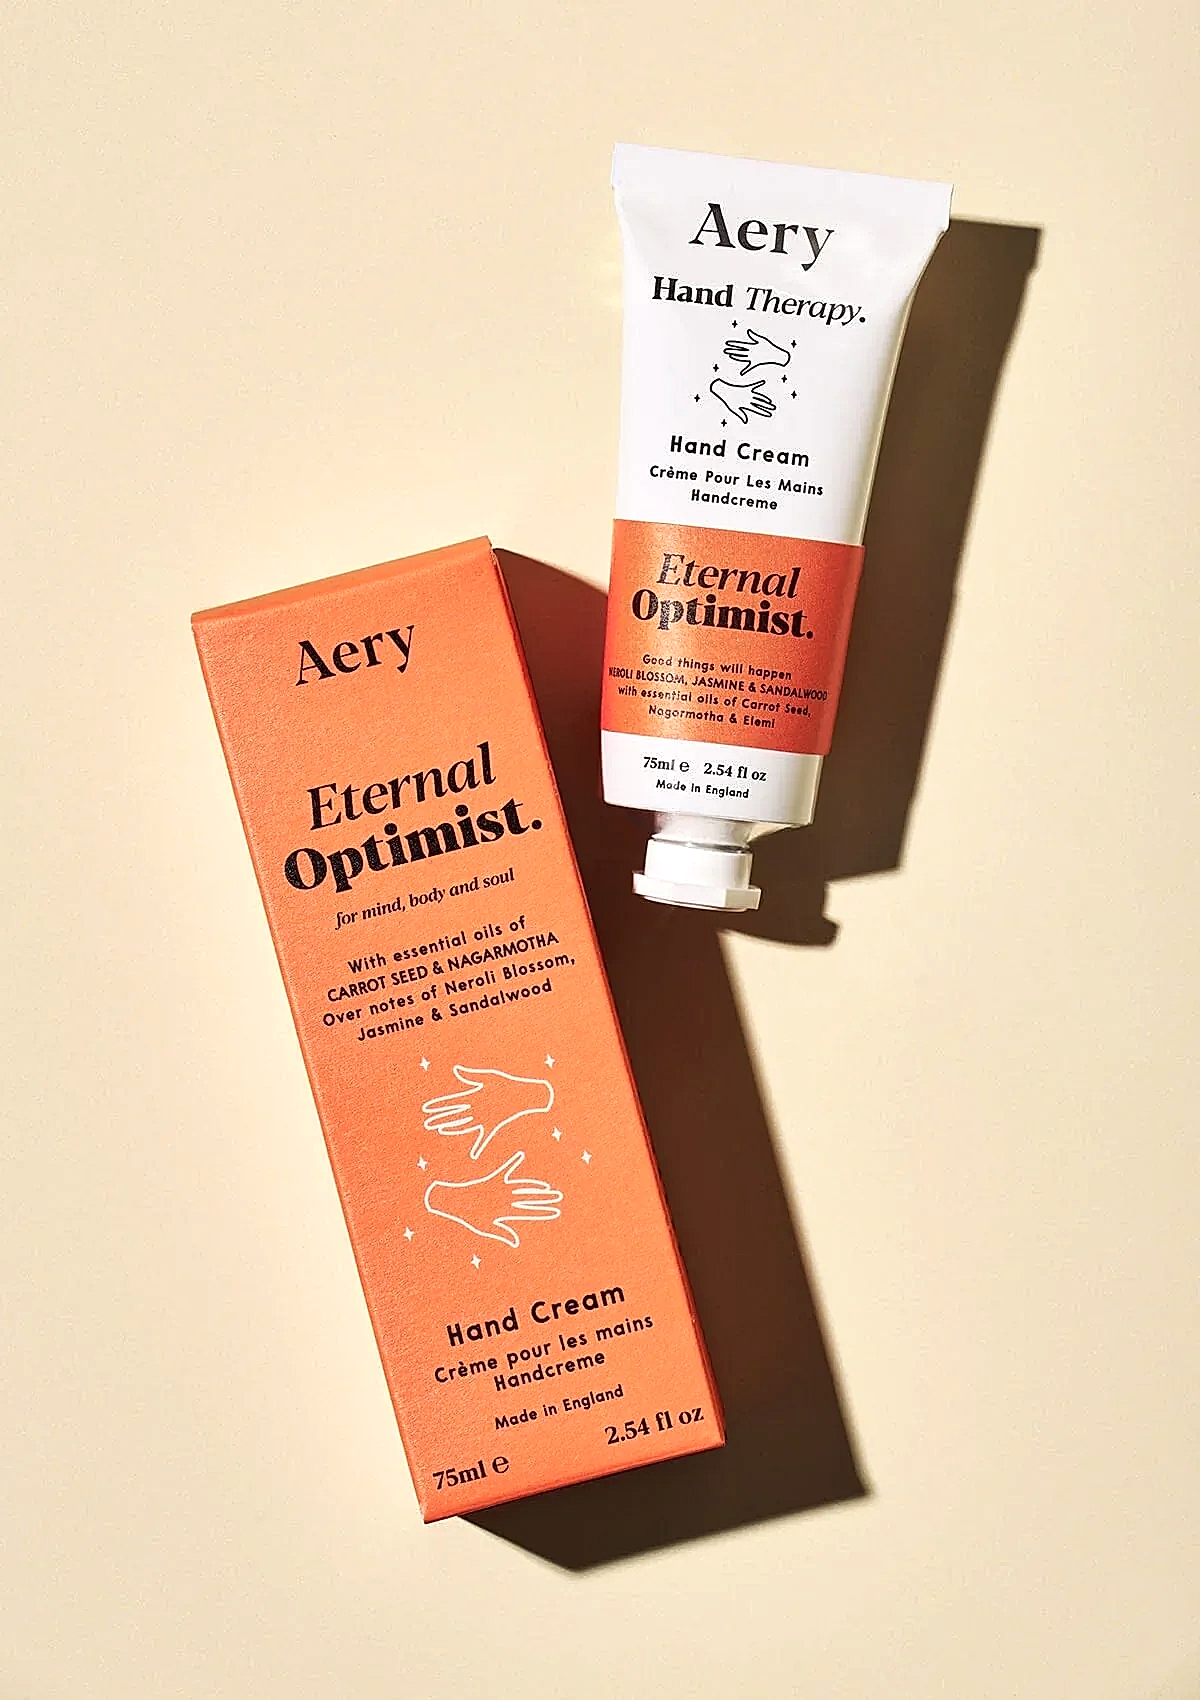 Aery
Hand Therapy.
Hand Cream
Crème Pour Les Mains
Handcreme
Eternal
Optimist.
Good things will happen
NEROLI BLOSSOM, JASMINE & SANDALWOOD
with essential oils of Carrot Seed,
Nagarmotha & Elemi
75ml ℮ 2.54 fl oz
Made in England
Aery
Eternal
Optimist.
for mind, body and soul
With essential oils of
CARROT SEED & NAGARMOTHA
Over notes of Neroli Blossom,
Jasmine & Sandalwood
Hand Cream
Crème pour les mains
Handcreme
Made in England
75ml ℮ 2.54 fl oz